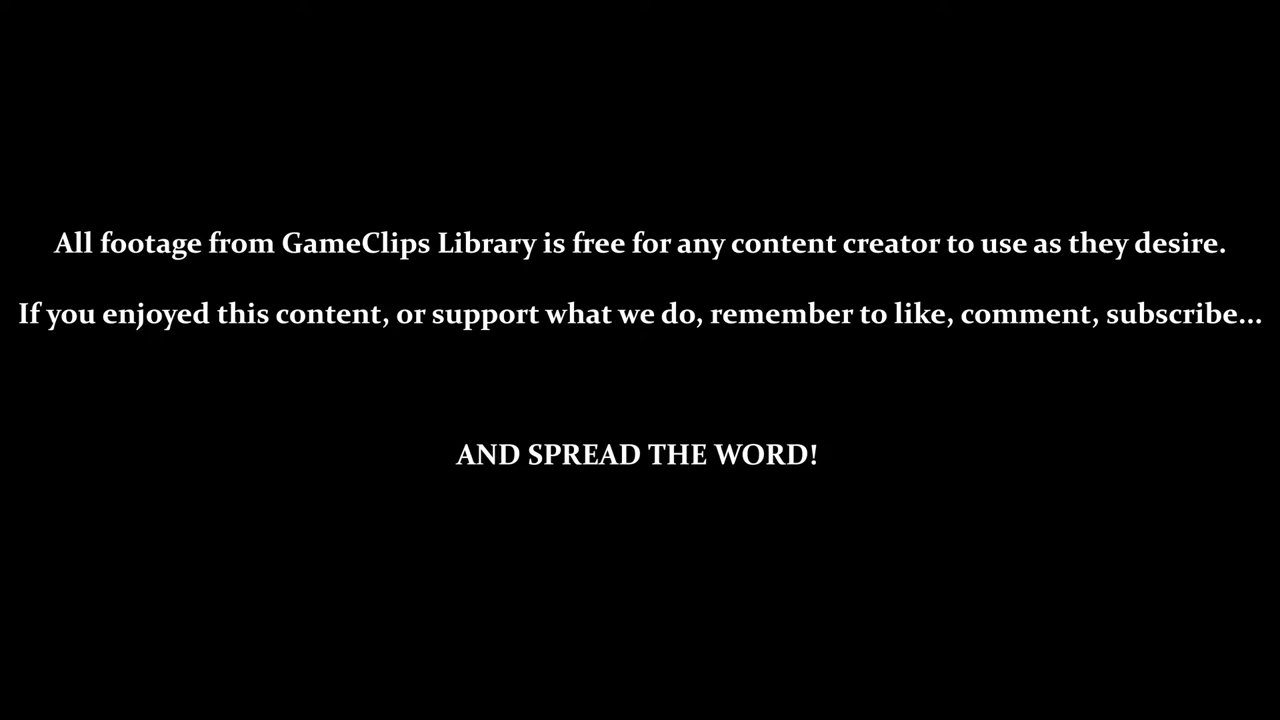 All footage from GameClips Library is free for any content creator to use as they desire.
If you enjoyed this content, or support what we do, remember to like, comment, subscribe...
AND SPREAD THE WORD!